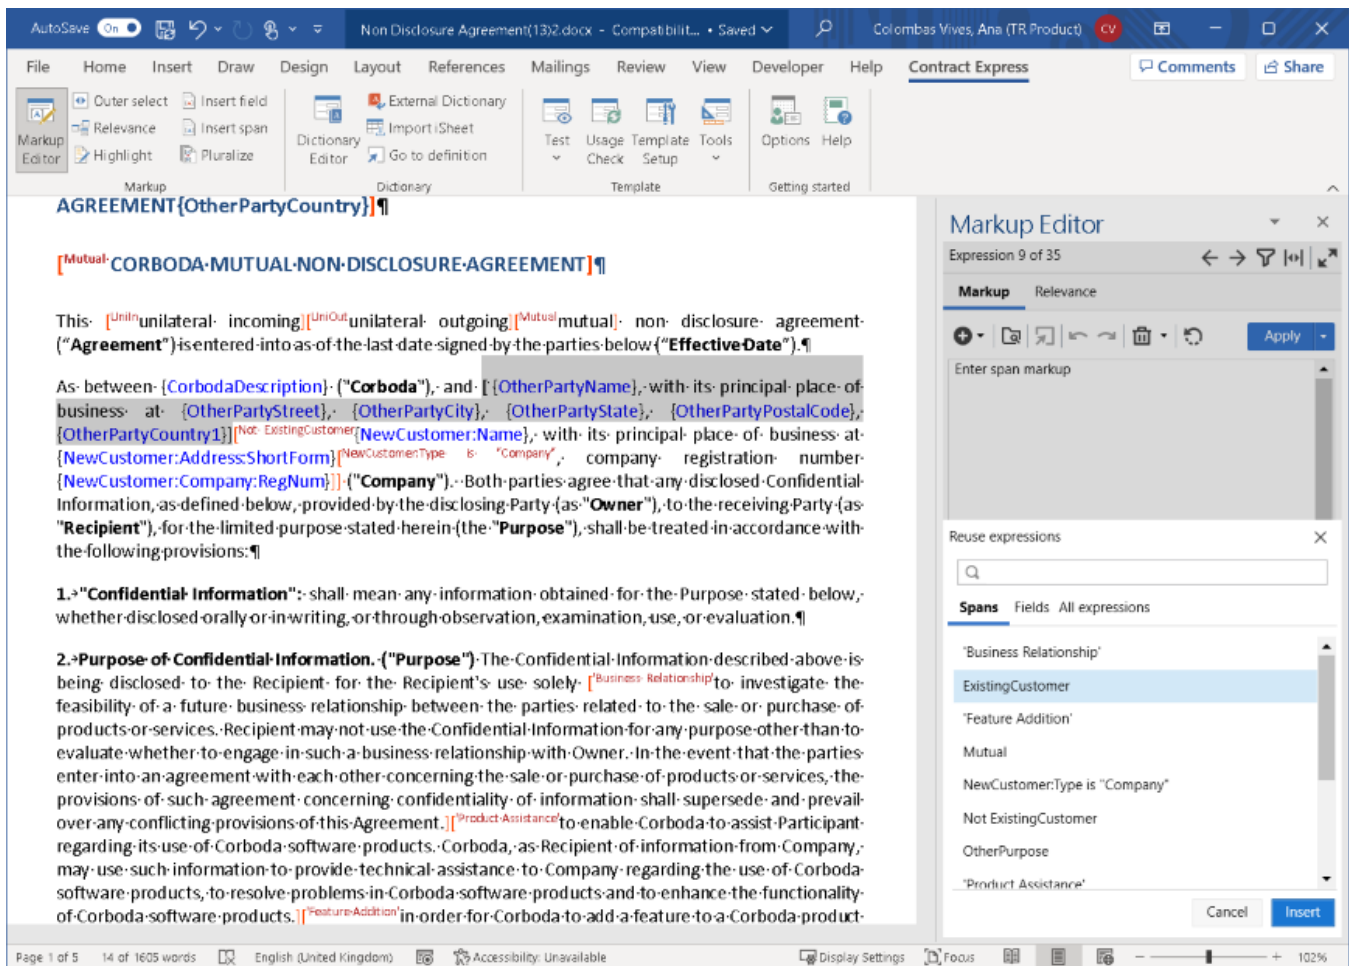 AutoSave On Non Disclosure Agreement(13)2.docx - Compatibilit... • Saved Colombas Vives, Ana (TR Product) CV
File Home Insert Draw Design Layout References Mailings Review View Developer Help Contract Express Comments Share
Markup Editor
Outer select
Relevance
Highlight
Insert field
Insert span
Pluralize
Markup
Dictionary Editor
External Dictionary
Import iSheet
Go to definition
Dictionary
Test
Usage Check
Template Setup
Tools
Template
Options
Help
Getting started
AGREEMENT{OtherPartyCountry}]¶
[Mutual·CORBODA·MUTUAL·NON·DISCLOSURE·AGREEMENT]¶
This· [UniInunilateral· incoming][UniOutunilateral· outgoing][Mutualmutual]· non· disclosure· agreement·
("Agreement")·is·entered·into·as·of·the·last·date·signed·by·the·parties·below·("Effective·Date").¶
As· between· {CorbodaDescription}· ("Corboda"),· and· [·{OtherPartyName},·with·its·principal·place·of·
business· at· {OtherPartyStreet},· {OtherPartyCity},· {OtherPartyState},· {OtherPartyPostalCode},·
{OtherPartyCountry1}][Not· ExistingCustomer{NewCustomer:Name},· with· its· principal· place· of· business· at·
{NewCustomer:Address:ShortForm}[NewCustomer:Type· is· "Company",· company· registration· number·
{NewCustomer:Company:RegNum}]]·("Company").··Both·parties·agree·that·any·disclosed·Confidential·
Information,·as·defined·below,·provided·by·the·disclosing·Party·(as·"Owner"),·to·the·receiving·Party·(as·
"Recipient"),·for·the·limited·purpose·stated·herein·(the·"Purpose"),·shall·be·treated·in·accordance·with·
the·following·provisions:¶
1.→"Confidential· Information":· shall· mean· any· information· obtained· for· the· Purpose· stated· below,·
whether·disclosed·orally·or·in·writing,·or·through·observation,·examination,·use,·or·evaluation.¶
2.→Purpose·of·Confidential·Information.·("Purpose")·The·Confidential·Information·described·above·is·
being· disclosed· to· the· Recipient· for· the· Recipient's· use· solely· ['Business· Relationship'to· investigate· the·
feasibility· of· a· future· business· relationship· between· the· parties· related· to· the· sale· or· purchase· of·
products·or·services.·Recipient·may·not·use·the·Confidential·Information·for·any·purpose·other·than·to·
evaluate·whether·to·engage·in·such·a·business·relationship·with·Owner.·In·the·event·that·the·parties·
enter·into·an·agreement·with·each·other·concerning·the·sale·or·purchase·of·products·or·services,·the·
provisions· of· such· agreement· concerning· confidentiality· of· information· shall· supersede· and· prevail·
over·any·conflicting·provisions·of·this·Agreement.]['Product·Assistance'to·enable·Corboda·to·assist·Participant·
regarding·its·use·of·Corboda·software·products.·Corboda,·as·Recipient·of·information·from·Company,·
may· use· such· information· to· provide· technical· assistance· to· Company· regarding· the· use· of· Corboda·
software·products,·to·resolve·problems·in·Corboda·software·products·and·to·enhance·the·functionality·
of·Corboda·software·products.]['Feature·Addition'in·order·for·Corboda·to·add·a·feature·to·a·Corboda·product·
Markup Editor
Expression 9 of 35
Markup Relevance
Apply
Enter span markup
Reuse expressions
Spans Fields All expressions
'Business Relationship'
ExistingCustomer
'Feature Addition'
Mutual
NewCustomer:Type is "Company"
Not ExistingCustomer
OtherPurpose
'Product Assistance'
Cancel Insert
Page 1 of 5 14 of 1605 words English (United Kingdom) Accessibility: Unavailable Display Settings Focus 102%